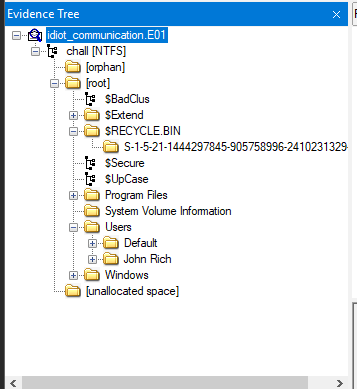 Evidence Tree
idiot_communication.E01
chall [NTFS]
[orphan]
[root]
$BadClus
$Extend
$RECYCLE.BIN
S-1-5-21-1444297845-905758996-2410231329
$Secure
$UpCase
Program Files
System Volume Information
Users
Default
John Rich
Windows
[unallocated space]